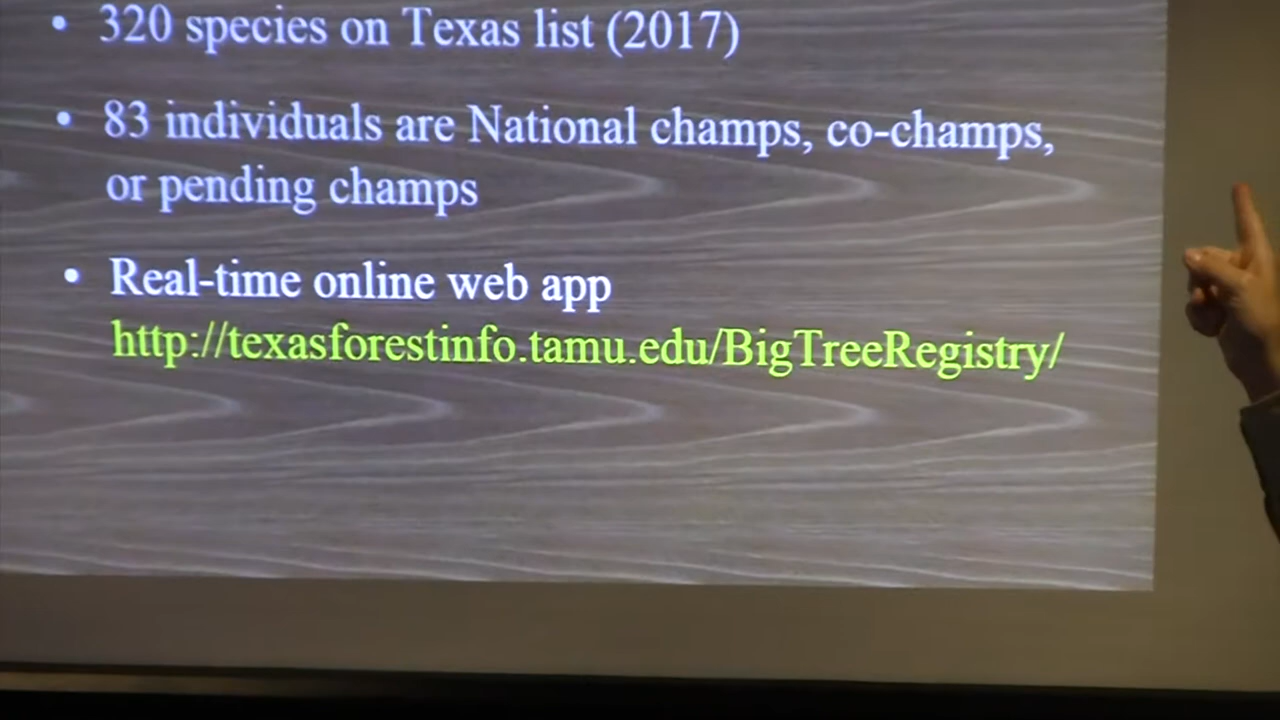 • 320 species on Texas list (2017)
• 83 individuals are National champs, co-champs,
or pending champs
• Real-time online web app
http://texasforestinfo.tamu.edu/BigTreeRegistry/